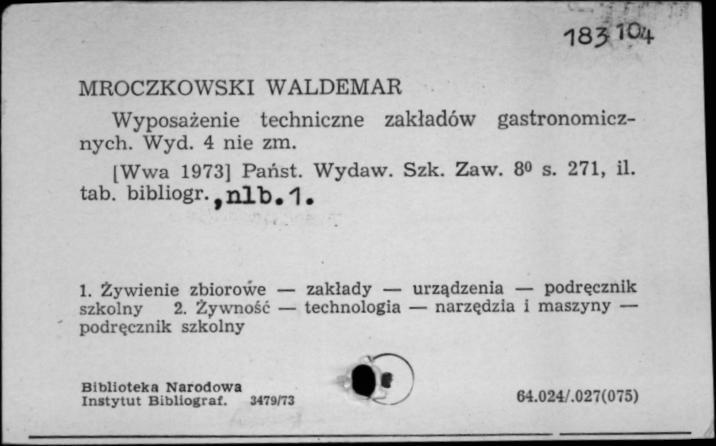 183 104
MROCZKOWSKI WALDEMAR
Wyposażenie techniczne zakładów gastronomicz-
nych. Wyd. 4 nie zm.
[Wwa 1973] Państ. Wydaw. Szk. Zaw. 8⁰ s. 271, il.
tab. bibliogr., nlb.1.
1. Żywienie zbiorowe — zakłady — urządzenia — podręcznik
szkolny 2. Żywność — technologia — narzędzia i maszyny —
podręcznik szkolny
Biblioteka Narodowa
Instytut Bibliograf. 3479/73
64.024/.027(075)